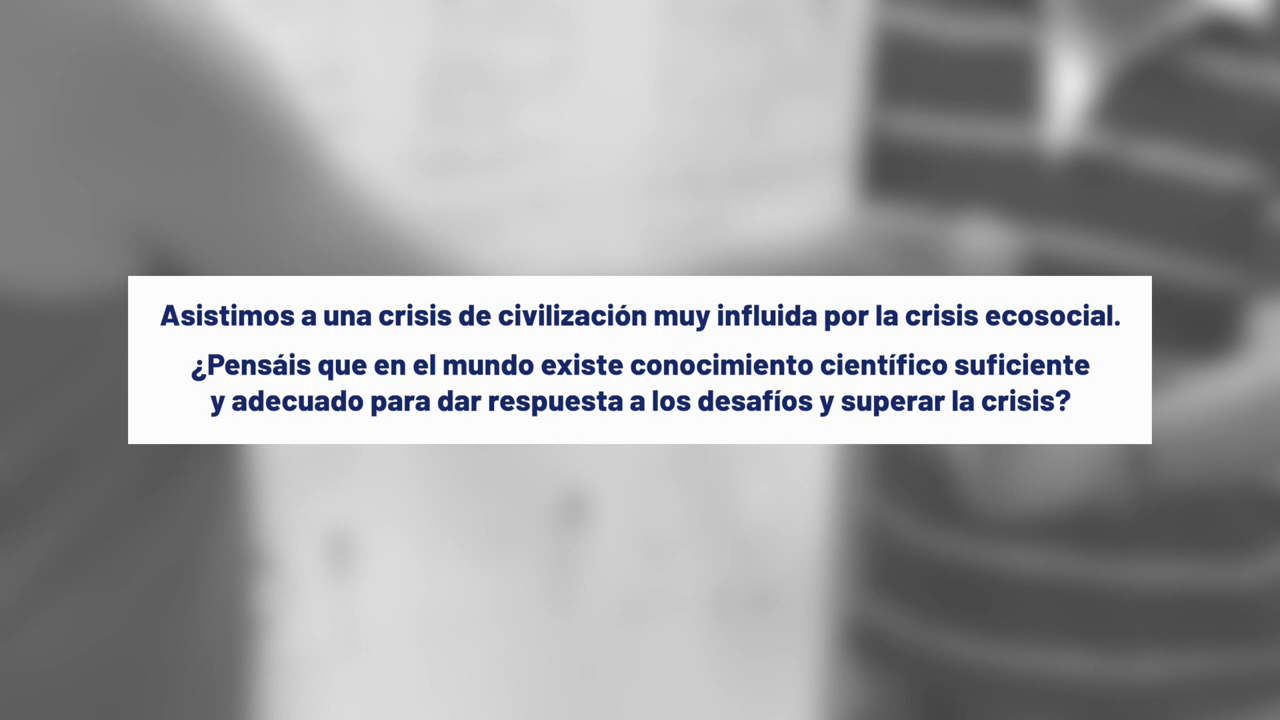 Asistimos a una crisis de civilización muy influida por la crisis ecosocial.
¿Pensáis que en el mundo existe conocimiento científico suficiente
y adecuado para dar respuesta a los desafíos y superar la crisis?